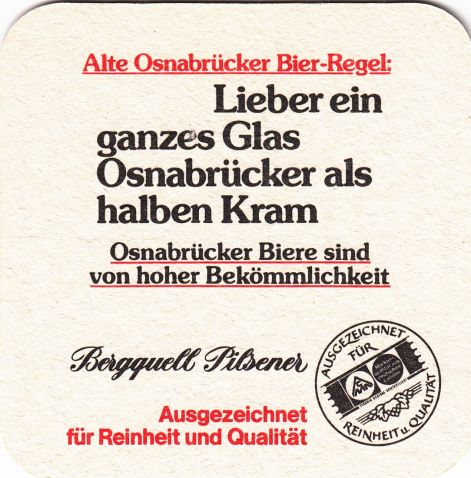 Alte Osnabrücker Bier-Regel:
Lieber ein
ganzes Glas
Osnabrücker als
halben Kram
Osnabrücker Biere sind
von hoher Bekömmlichkeit
Bergquell Pilsener
Ausgezeichnet
für Reinheit und Qualität
AUSGEZEICHNET
FÜR
REINHEIT u. QUALITÄT